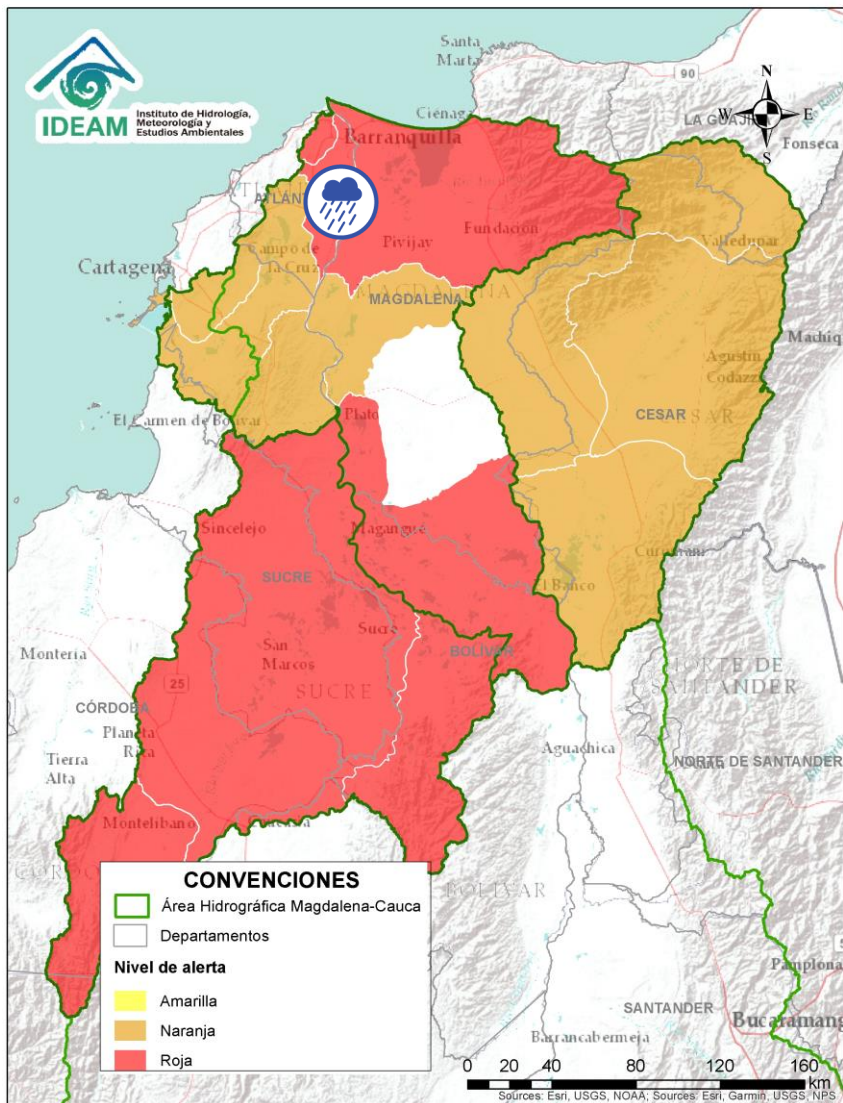 IDEAM
Instituto de Hidrología,
Meteorología y
Estudios Ambientales
Santa
Marta
90
N
W
E
S
LA GUAJI
Fonseca
Ciénaga
Barranquilla
ATLÁNT
Pivijay
Fundación
Valledupar
Campo de
la Cruz
Cartagena
MAGDALENA
Machiq
Agustín
Codazzi
CESAR
El Carmen de Bolívar
Plato
Sincelejo
Magangué
SUCRE
El Banco
Sucre
San
Marcos
BOLÍVAR
SUCRE
Montería
25
NORTE DE
SANTANDER
CÓRDOBA
Planeta
Rica
Aguachica
Tierra
Alta
NORTE DE SANTANDER
Montelíbano
BOLÍVAR
CONVENCIONES
Área Hidrográfica Magdalena-Cauca
Departamentos
Nivel de alerta
Amarilla
Naranja
Roja
Pamplona
SANTANDER
Bucaramang
Barrancabermeja
0 20 40 80 120 160
km
Sources: Esri, USGS, NOAA; Sources: Esri, Garmin, USGS, NPS